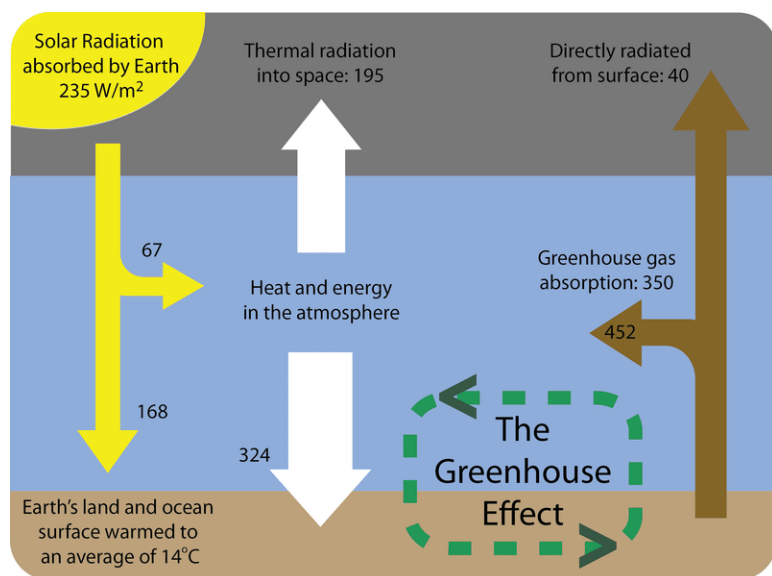 Solar Radiation
absorbed by Earth
235 W/m²
Thermal radiation
into space: 195
Directly radiated
from surface: 40
67
Heat and energy
in the atmosphere
Greenhouse gas
absorption: 350
452
168
324
The
Greenhouse
Effect
Earth's land and ocean
surface warmed to
an average of 14°C